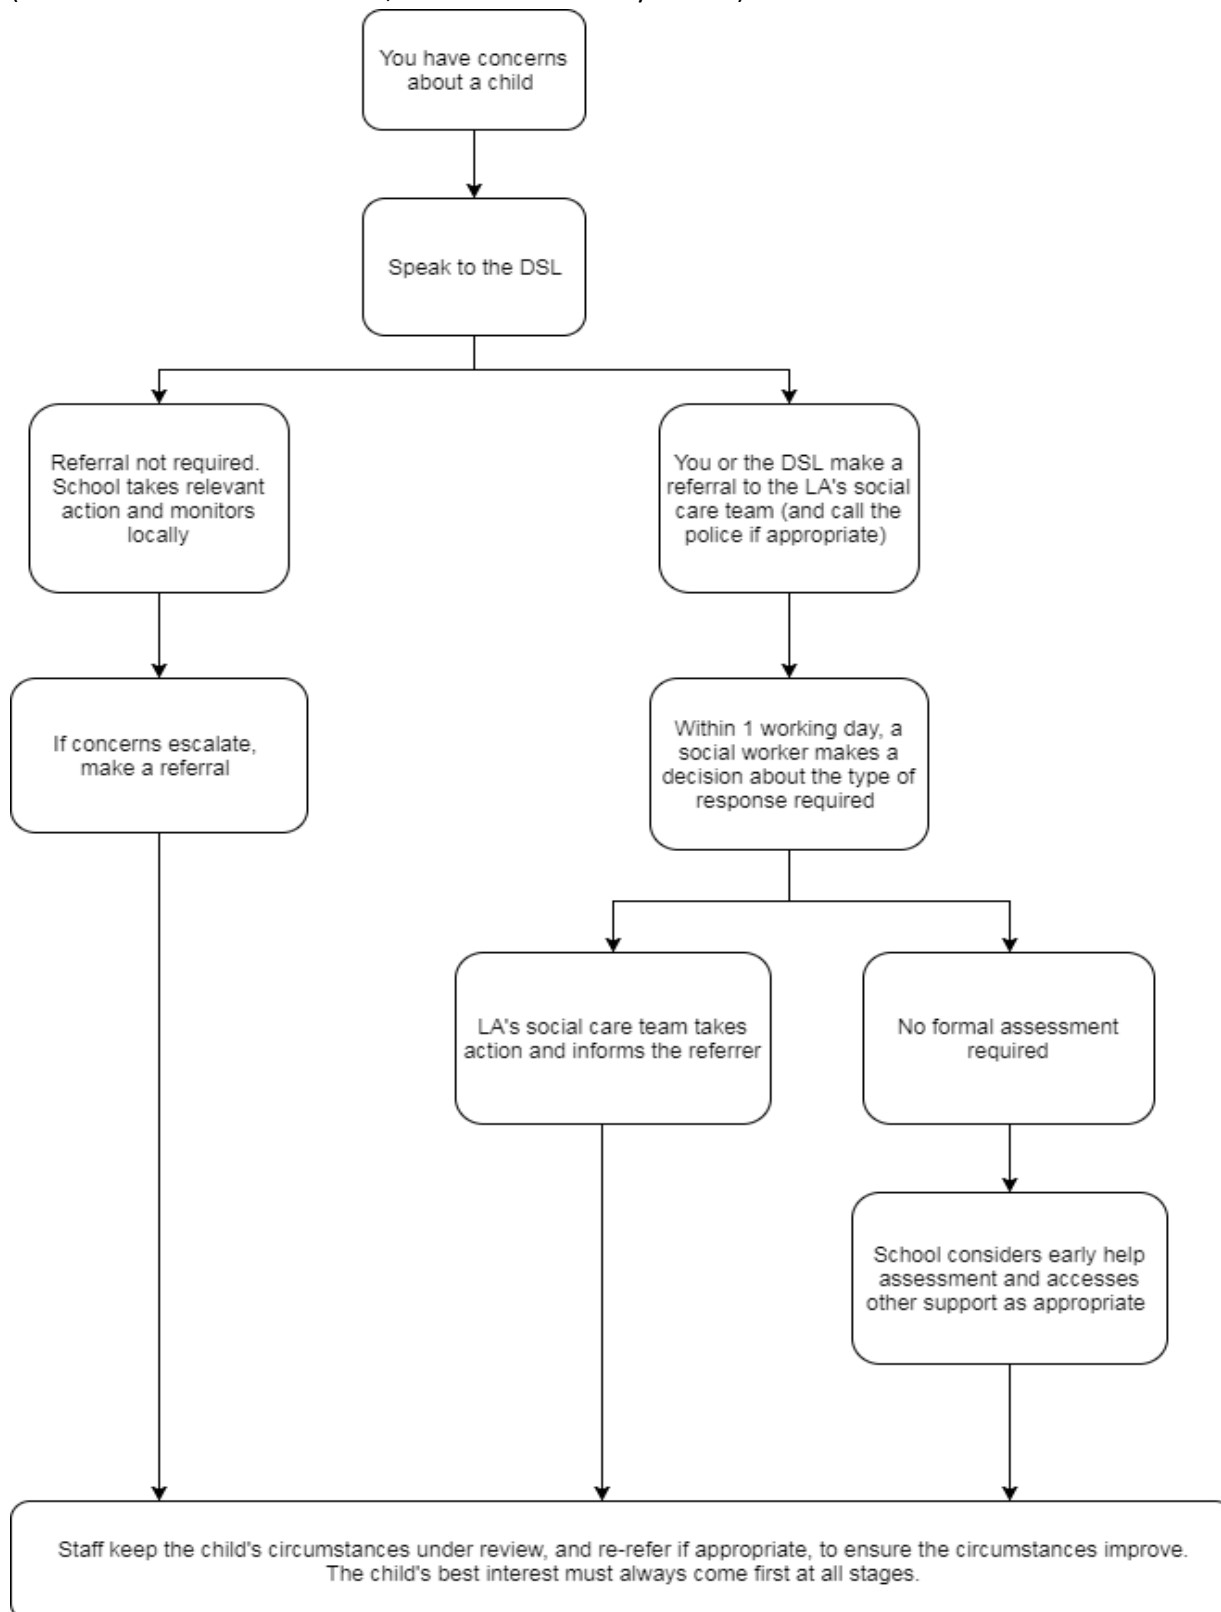 You have concerns
about a child
Speak to the DSL
Referral not required.
School takes relevant
action and monitors
locally
You or the DSL make a
referral to the LA's social
care team (and call the
police if appropriate)
If concerns escalate,
make a referral
Within 1 working day, a
social worker makes a
decision about the type of
response required
LA's social care team takes
action and informs the referrer
No formal assessment
required
School considers early help
assessment and accesses
other support as appropriate
Staff keep the child's circumstances under review, and re-refer if appropriate, to ensure the circumstances improve.
The child's best interest must always come first at all stages.